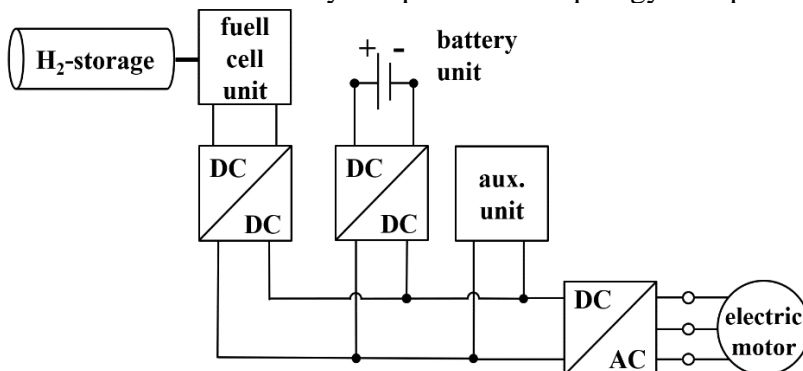 H₂-storage
fuell
cell
unit
+ -
battery
unit
DC
DC
DC
DC
aux.
unit
DC
AC
electric
motor